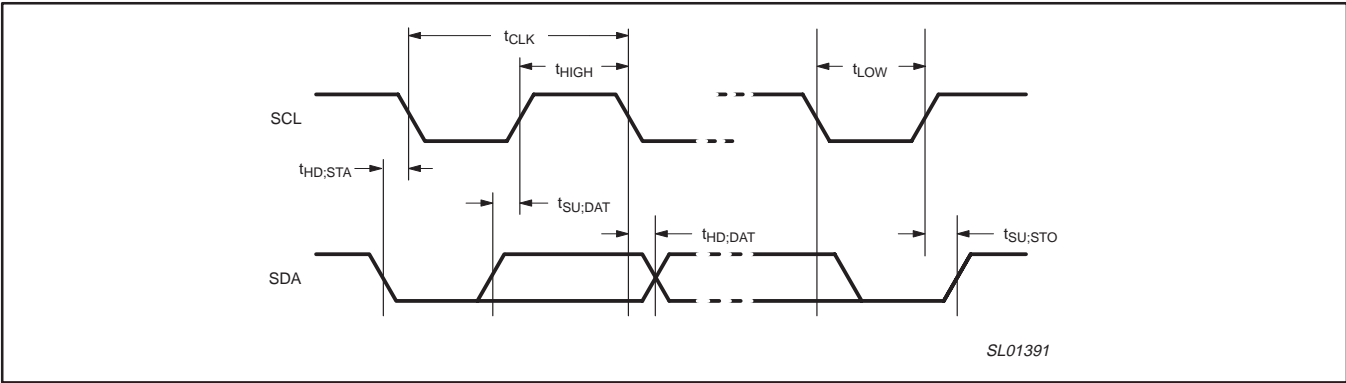 tCLK
tHIGH
tLOW
SCL
tHD;STA
tSU;DAT
tHD;DAT
tSU;STO
SDA
SL01391